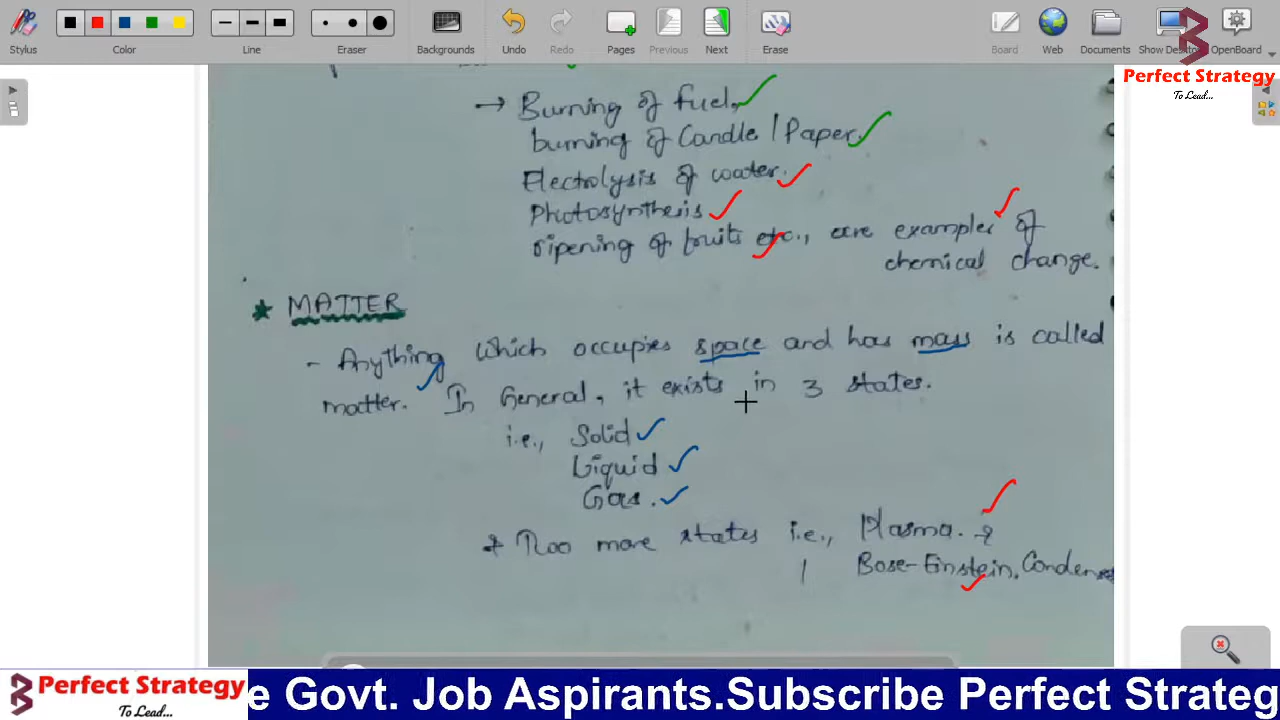 Stylus
Color
Line
Eraser
Backgrounds
Undo
Redo
Pages
Previous
Next
Erase
Board
Web
Documents
Show Desktop
OpenBoard
Perfect Strategy
To Lead...
→ Burning of fuel,
burning of Candle / Paper
Electrolysis of water.
Photosynthesis
ripening of fruits etc., are examples of
chemical change.
* MATTER
- Anything which occupies space and has mass is called
matter. In General, it exists in 3 states.
i.e., Solid
Liquid
Gas.
* Two more states i.e., Plasma. &
Bose-Einstein. Condens
Perfect Strategy
To Lead...
e Govt. Job Aspirants.Subscribe Perfect Strateg